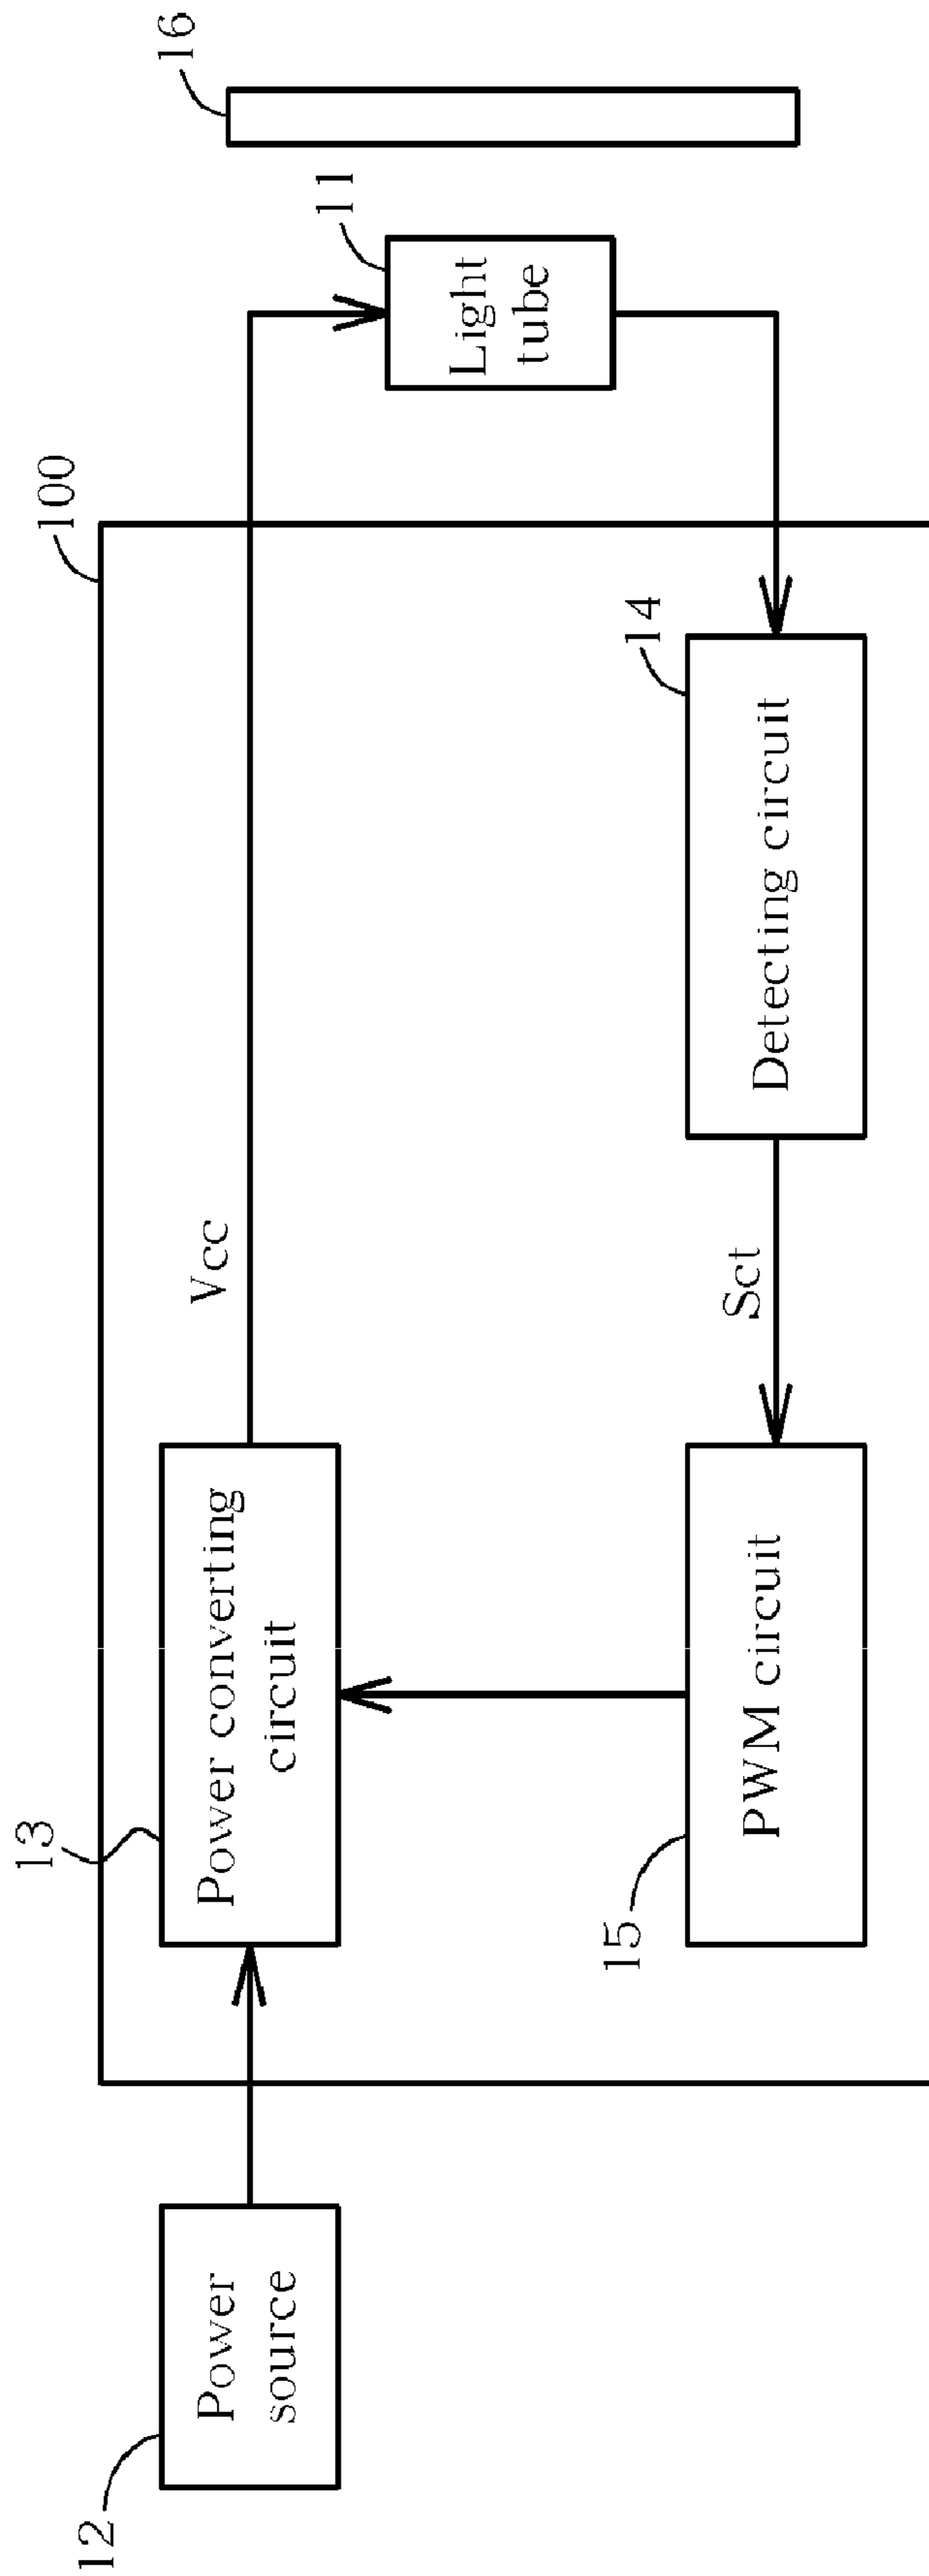 12
Power
source
100
13
Power converting
circuit
Vcc
15
PWM circuit
Sct
14
Detecting circuit
11
Light
tube
16